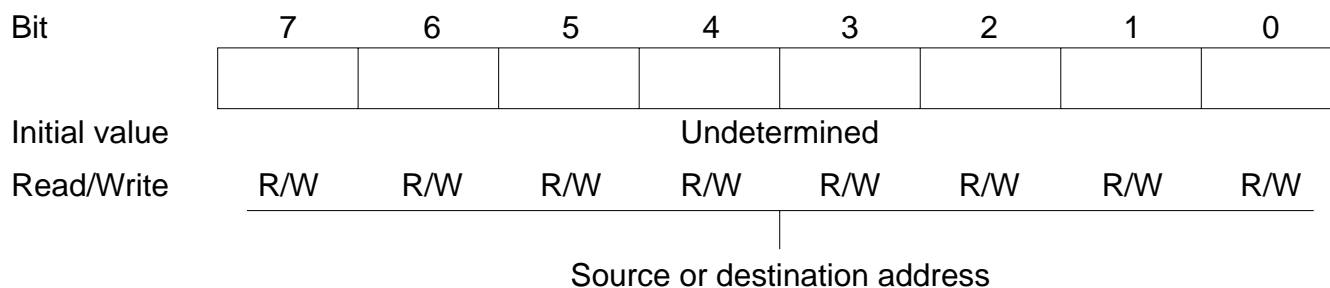 Bit 7 6 5 4 3 2 1 0
Initial value Undetermined
Read/Write R/W R/W R/W R/W R/W R/W R/W R/W
Source or destination address